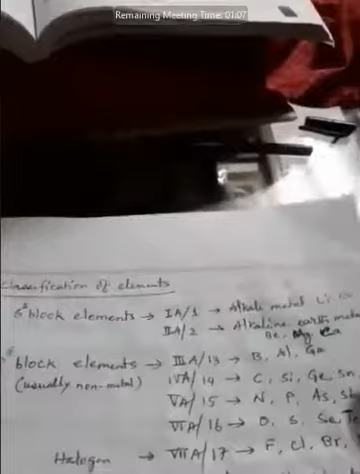 Remaining Meeting Time: 01:07
Classification of elements
S block elements → IA/1 → Alkali metal Li
IIA/2 → Alkaline earth metal
Be, Mg, Ca
block elements → IIIA/13 → B, Al, Ga
(usually non-metal) IVA/14 → C, Si, Ge, Sn,
VA/15 → N, P, As, Sb
VIA/16 → O, S, Se, Te
Halogen → VIIA/17 → F, Cl, Br,